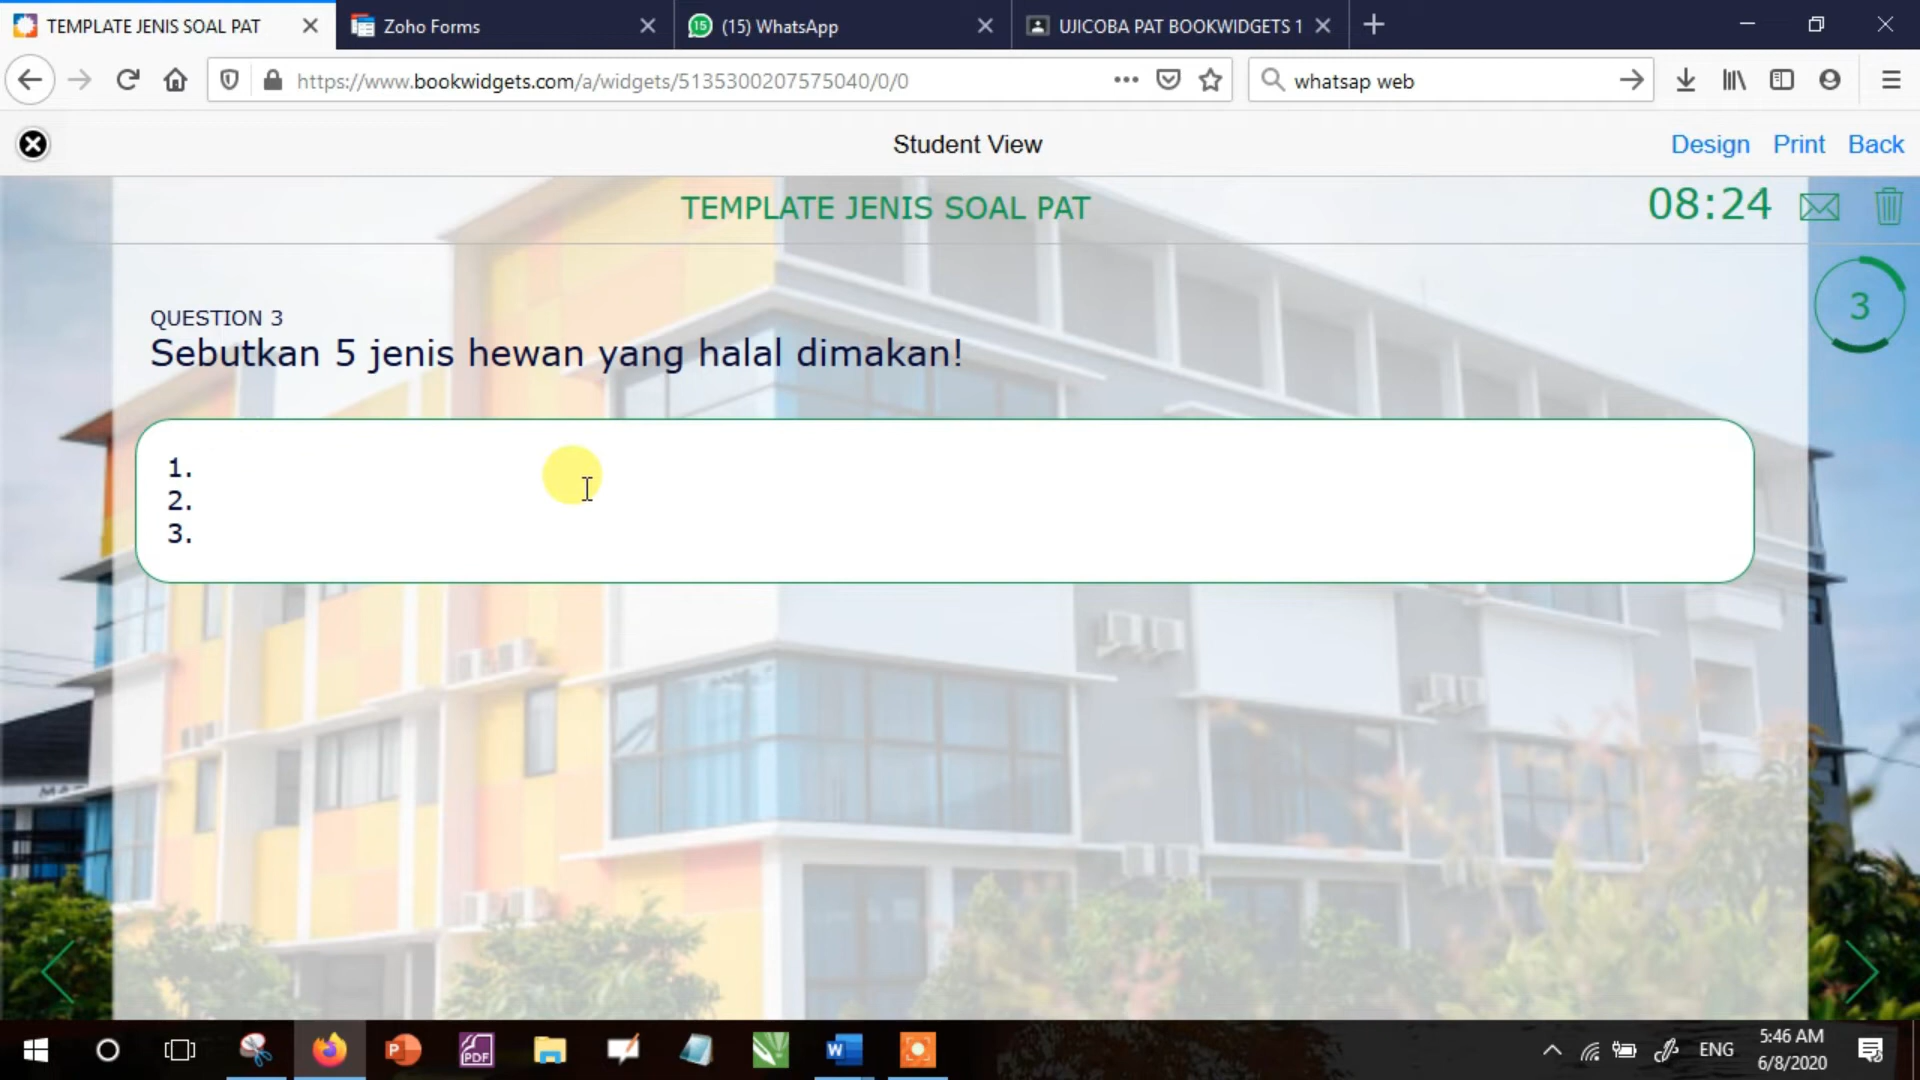 TEMPLATE JENIS SOAL PAT
Zoho Forms
15
(15) WhatsApp
UJICOBA PAT BOOKWIDGETS 1
https://www.bookwidgets.com/a/widgets/5135300207575040/0/0
whatsap web
Student View
Design
Print
Back
TEMPLATE JENIS SOAL PAT
08:24
3
QUESTION 3
Sebutkan 5 jenis hewan yang halal dimakan!
1.
2.
3.
P
PDF
W
ENG
5:46 AM
6/8/2020